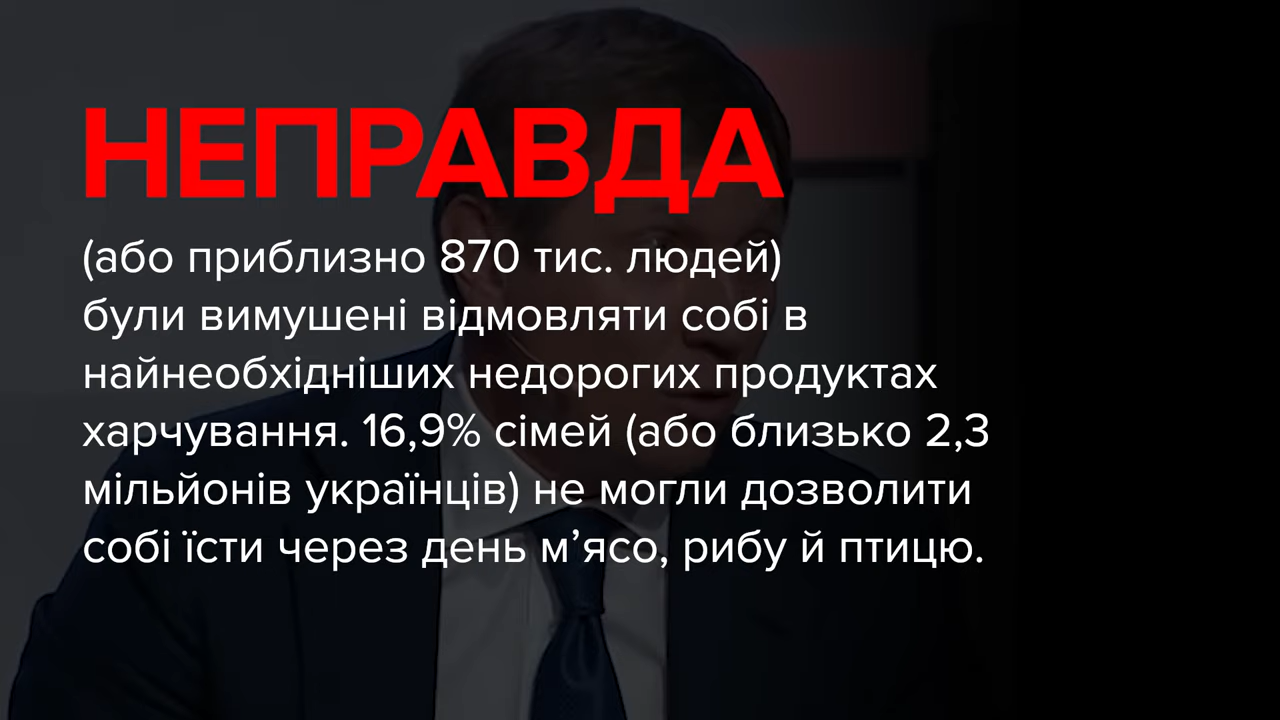 НЕПРАВДА
(або приблизно 870 тис. людей)
були вимушені відмовляти собі в
найнеобхідніших недорогих продуктах
харчування. 16,9% сімей (або близько 2,3
мільйонів українців) не могли дозволити
собі їсти через день м’ясо, рибу й птицю.